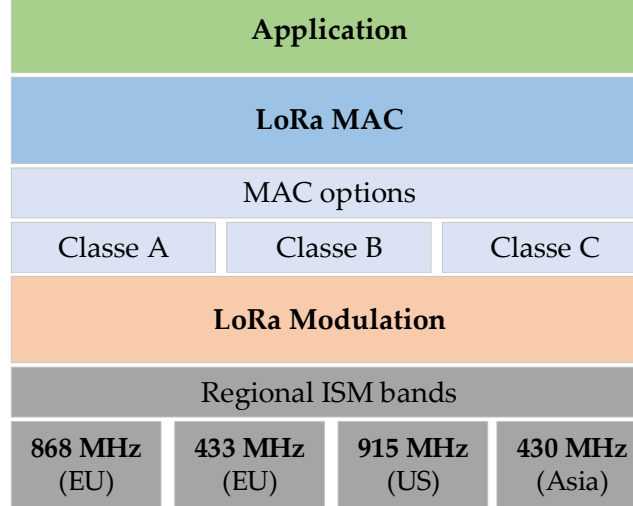 Application
LoRa MAC
MAC options
Classe A
Classe B
Classe C
LoRa Modulation
Regional ISM bands
868 MHz
(EU)
433 MHz
(EU)
915 MHz
(US)
430 MHz
(Asia)